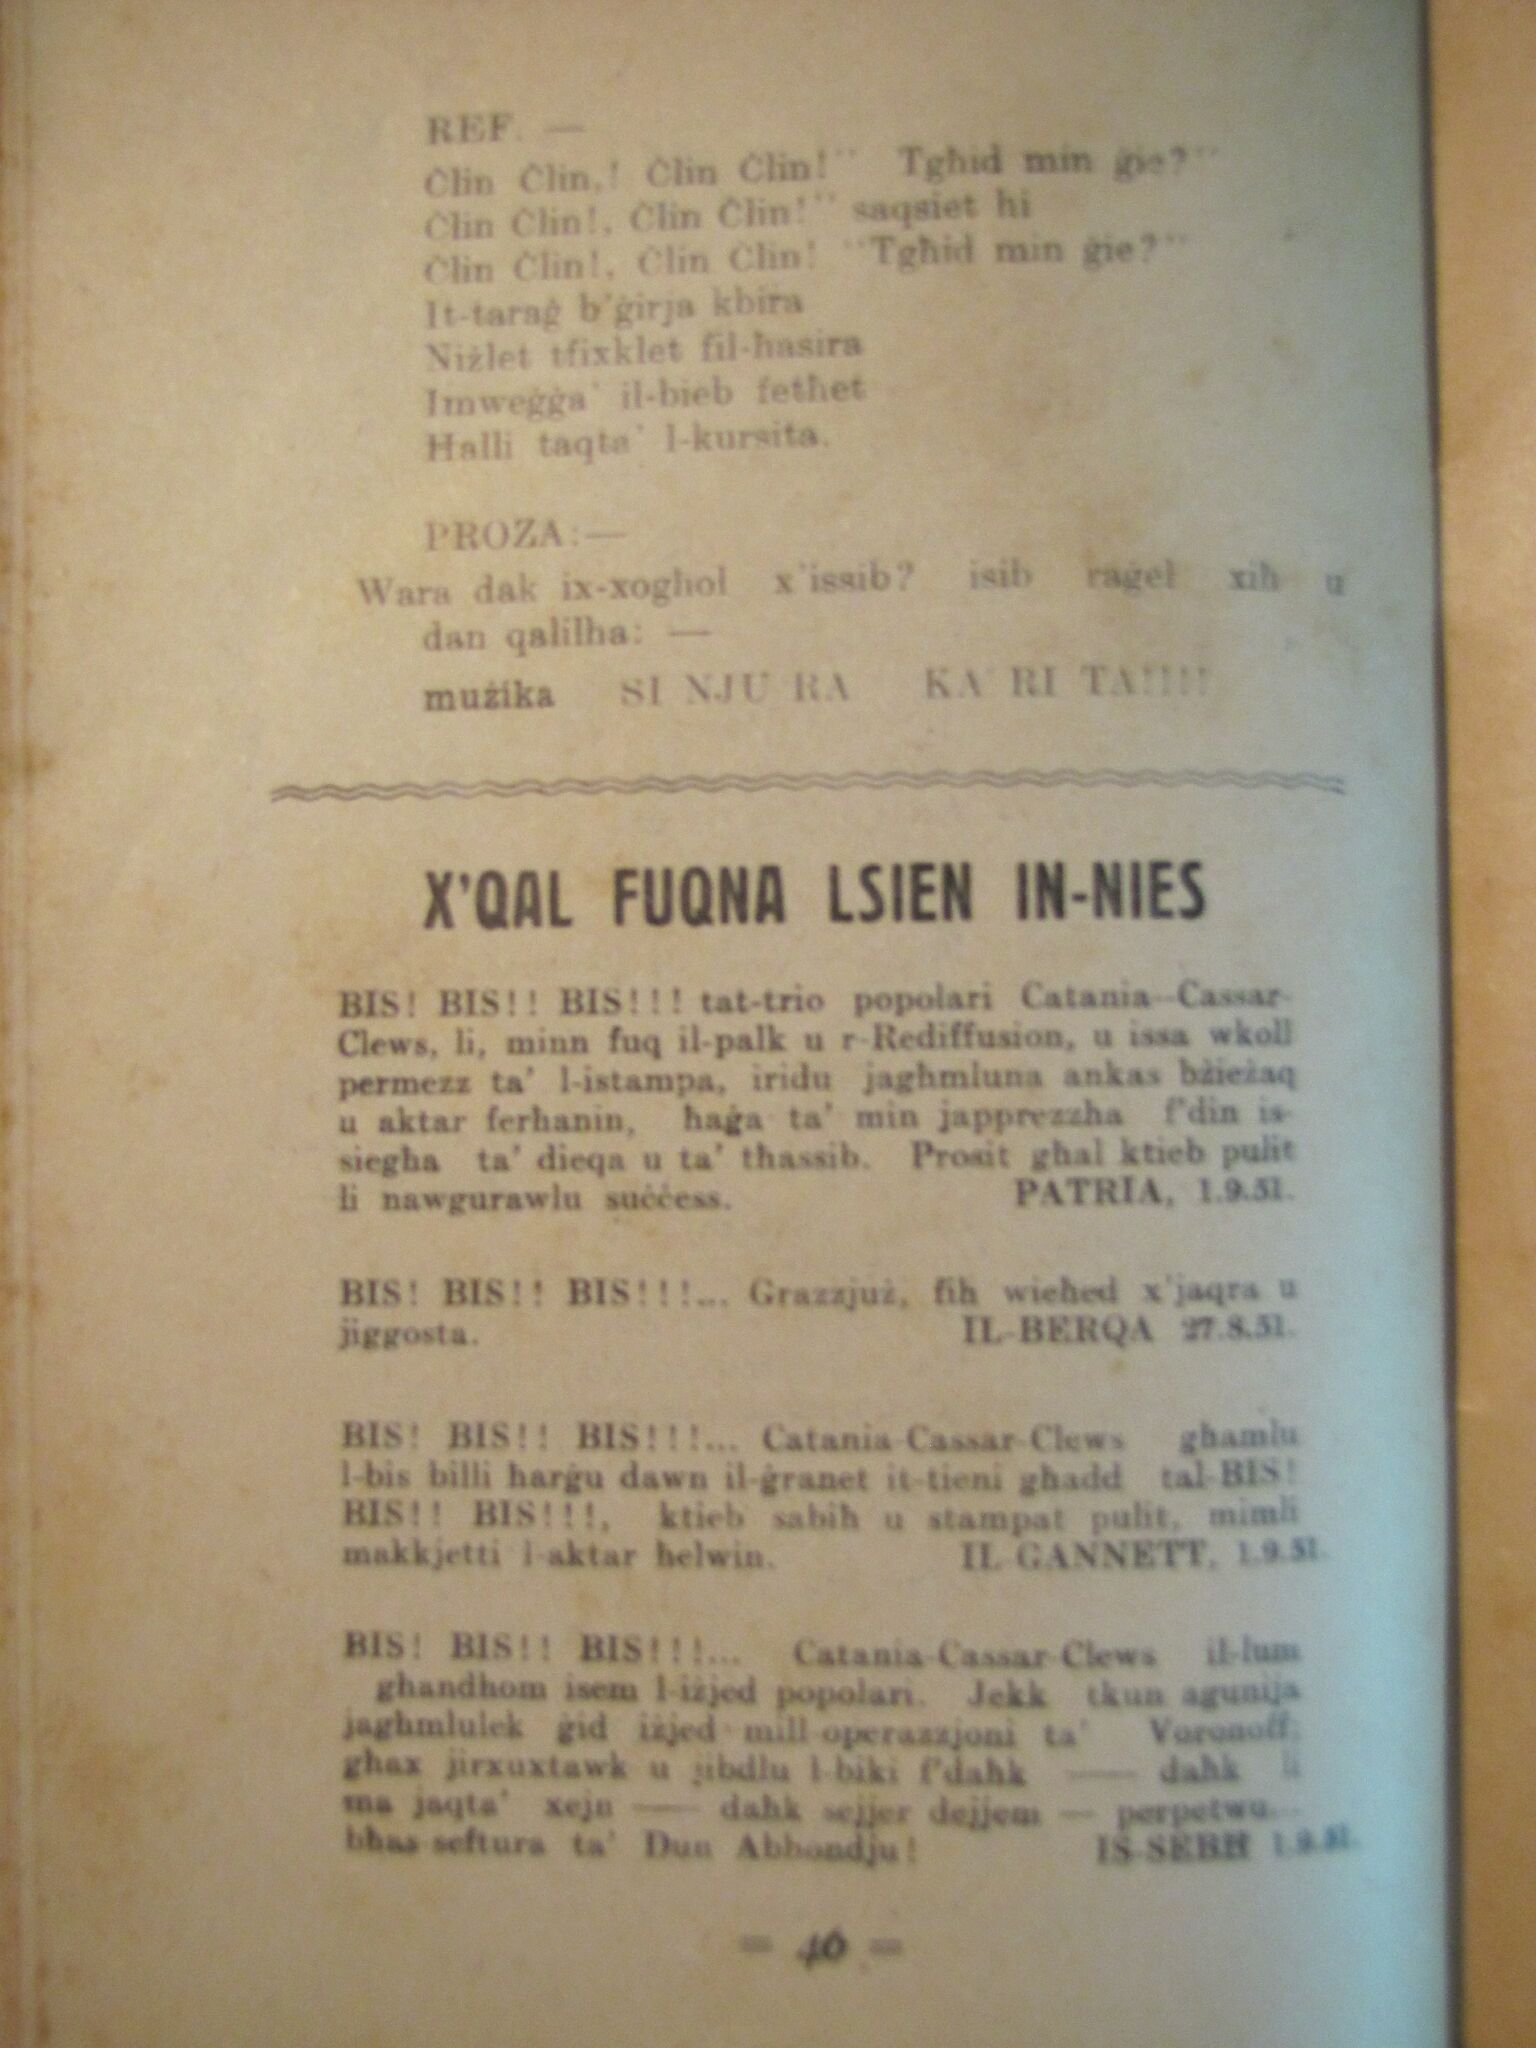 REF. —
Ċlin Ċlin,! Ċlin Ċlin!" Tgħid min ġie?"
Ċlin Ċlin!, Ċlin Ċlin!" saqsiet hi
Ċlin Ċlin!, Ċlin Ċlin! "Tgħid min ġie?"
It-taraġ b'ġirja kbira
Niżlet tfixklet fil-ħasira
Imweġġa' il-bieb fetħet
Ħalli taqta' l-kursita.
PROŻA:—
Wara dak ix-xogħol x'issib? isib raġel xiħ u
dan qalilha: —
mużika SI NJU RA KA' RI TA!!!!!
X'QAL FUQNA LSIEN IN-NIES
BIS! BIS!! BIS!!! tat-trio popolari Catania-Cassar-
Clews, li, minn fuq il-palk u r-Rediffusion, u issa wkoll
permezz ta' l-istampa, iridu jagħmluna ankas bżieżaq
u aktar ferħanin, ħaġa ta' min japprezzha f'din is-
siegħa ta' dieqa u ta' tħassib. Prosit għal ktieb pulit
li nawgurawlu suċċess. PATRIA, 1.9.51.
BIS! BIS!! BIS!!!... Grazzjuż, fih wieħed x'jaqra u
jiggosta. IL-BERQA 27.8.51.
BIS! BIS!! BIS!!!... Catania-Cassar-Clews għamlu
l-bis billi ħarġu dawn il-ġranet it-tieni għadd tal-BIS!
BIS!! BIS!!!, ktieb sabiħ u stampat pulit, mimli
makkjetti l-aktar ħelwin. IL-GANNETT, 1.9.51.
BIS! BIS!! BIS!!!... Catania-Cassar-Clews il-lum
għandhom isem l-iżjed popolari. Jekk tkun agunija
jagħmlulek ġid iżjed mill-operazzjoni ta' Voronoff,
għax jirxuxtawk u jibdlu l-biki f'daħk —— daħk li
ma jaqta' xejn —— daħk sejjer dejjem — perpetwu...
bħas-seftura ta' Dun Abbondju! IS-SEBĦ 1.9.51.
= 40 =